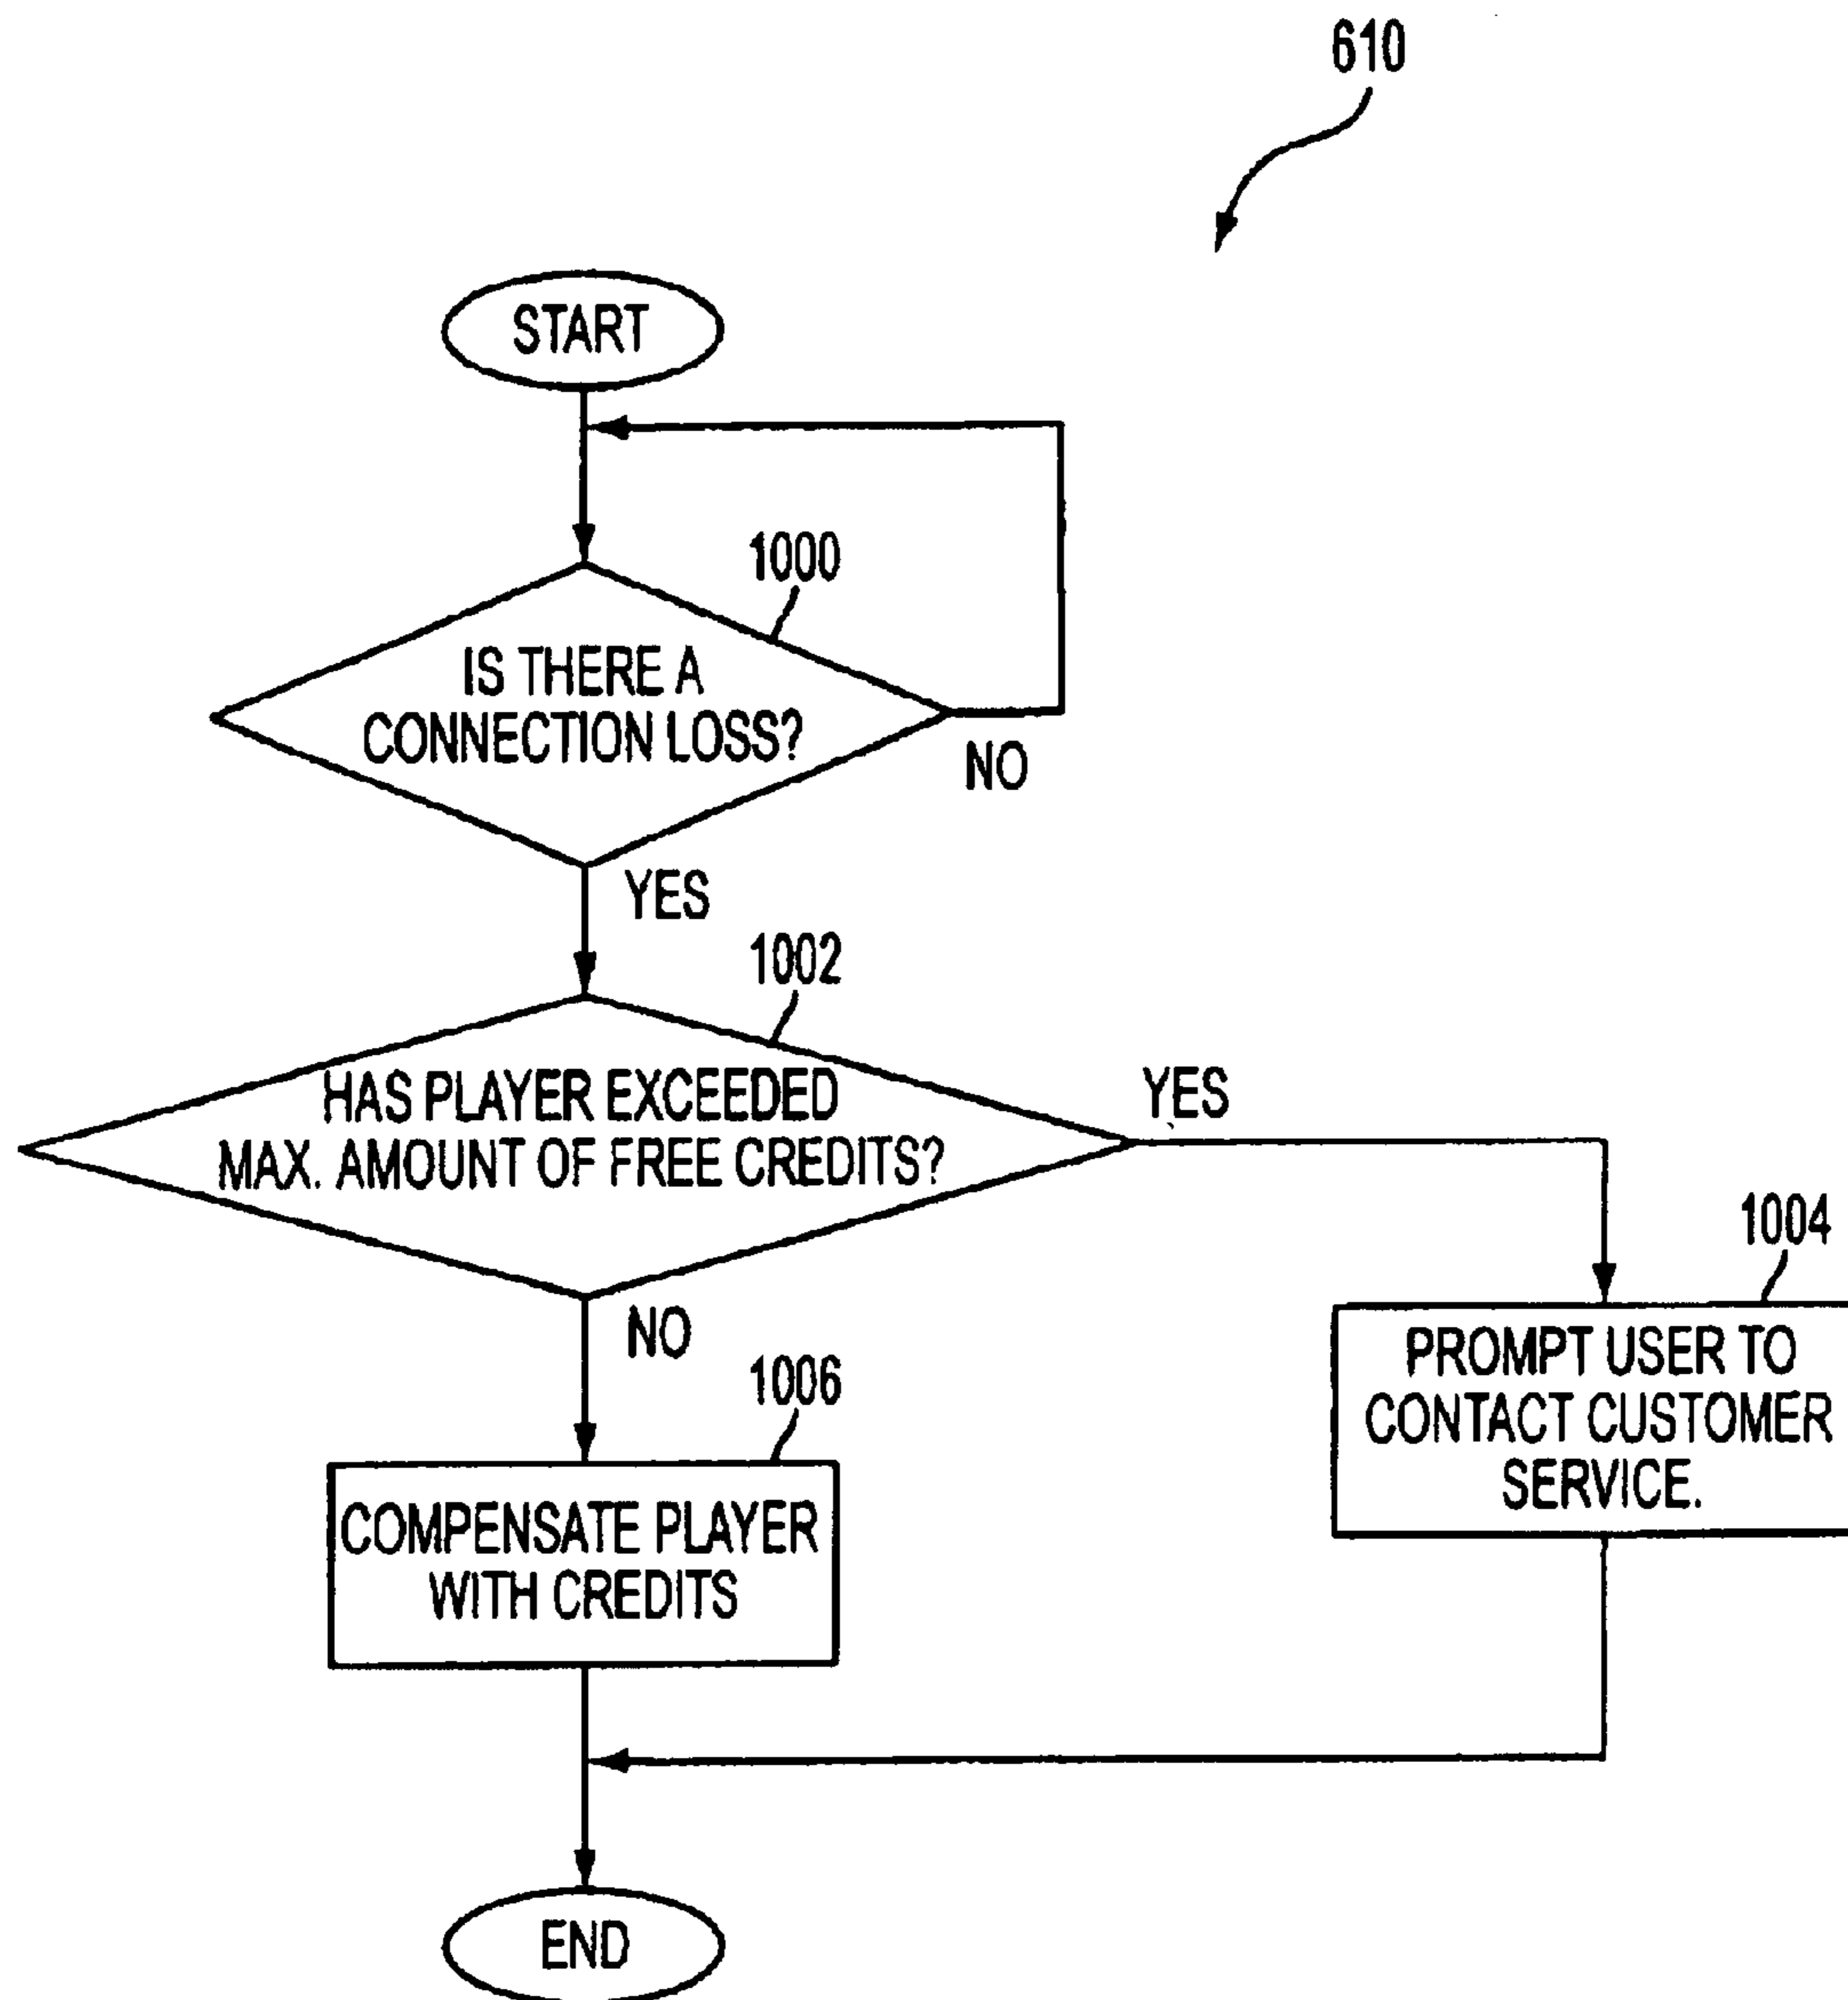 610
START
1000
IS THERE A
CONNECTION LOSS?
NO
YES
1002
HAS PLAYER EXCEEDED
MAX. AMOUNT OF FREE CREDITS?
YES
1004
NO
PROMPT USER TO
CONTACT CUSTOMER
SERVICE.
1006
COMPENSATE PLAYER
WITH CREDITS
END